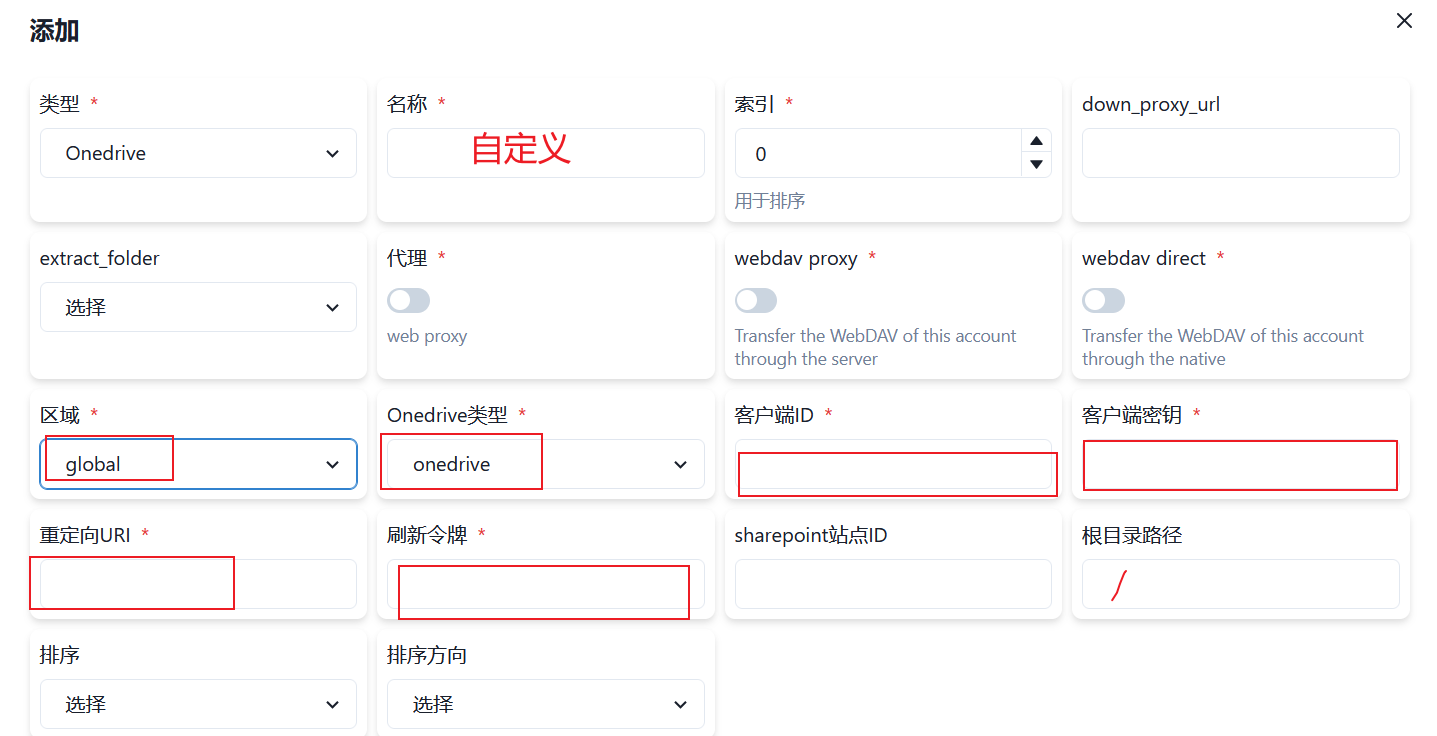 添加
类型 * 名称 * 索引 * down_proxy_url
Onedrive 自定义 0
用于排序
extract_folder 代理 * webdav proxy * webdav direct *
选择
web proxy Transfer the WebDAV of this account Transfer the WebDAV of this account
through the server through the native
区域 * Onedrive类型 * 客户端ID * 客户端密钥 *
global onedrive
重定向URI * 刷新令牌 * sharepoint站点ID 根目录路径
/
排序 排序方向
选择 选择